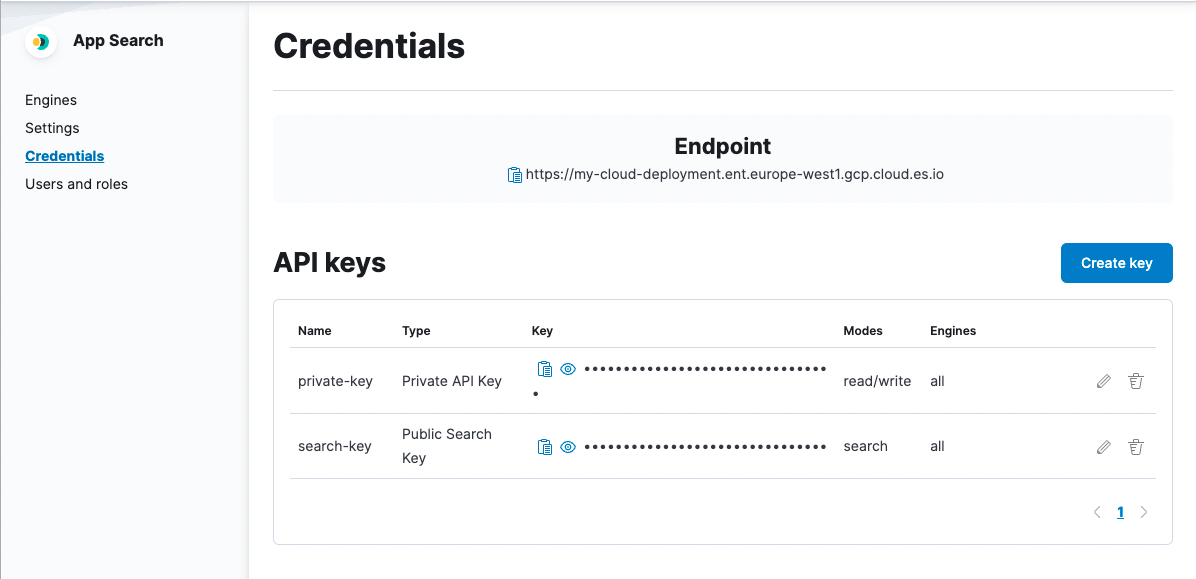 App Search
Engines
Settings
Credentials
Users and roles
Credentials
Endpoint
https://my-cloud-deployment.ent.europe-west1.gcp.cloud.es.io
API keys
Create key
Name Type Key Modes Engines
private-key Private API Key ••••••••••••••••••••••••••••••• read/write all
•
search-key Public Search Key ••••••••••••••••••••••••••••••• search all
1